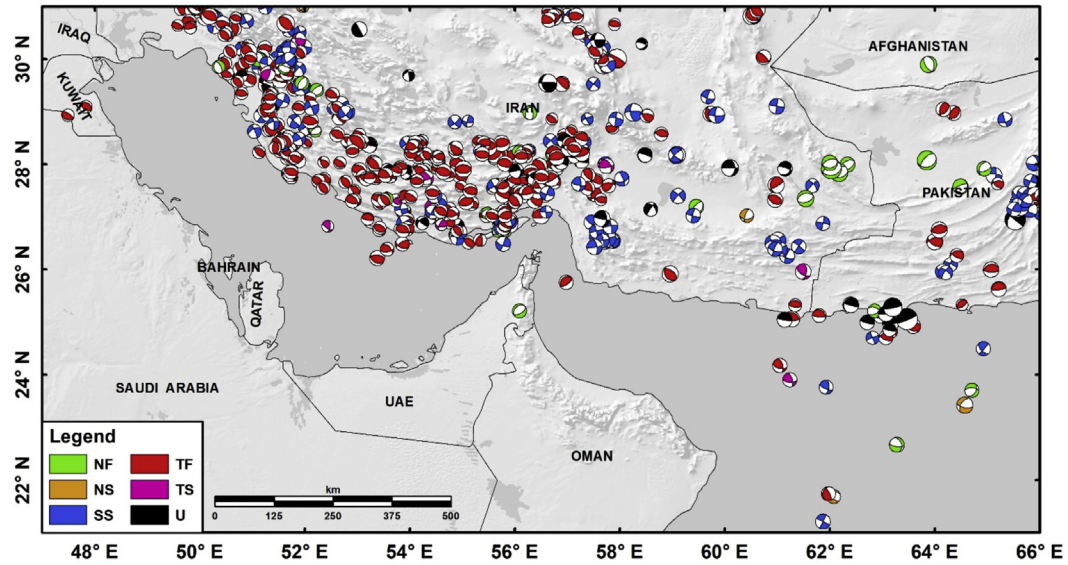 30° N
28° N
26° N
24° N
22° N
IRAQ
KUWAIT
IRAN
AFGHANISTAN
PAKISTAN
BAHRAIN
QATAR
SAUDI ARABIA
UAE
OMAN
Legend
NF TF
NS TS
SS U
km
0 125 250 375 500
48° E 50° E 52° E 54° E 56° E 58° E 60° E 62° E 64° E 66° E